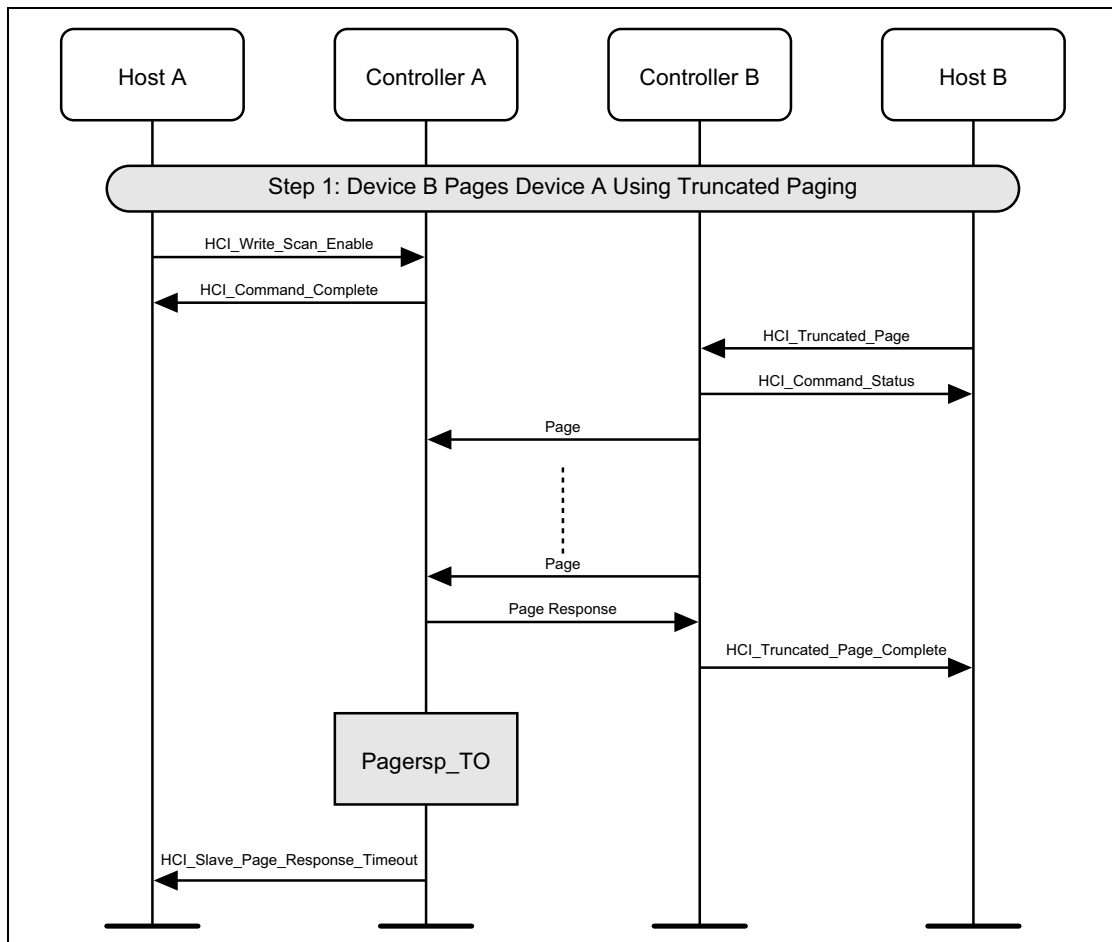 Host A
Controller A
Controller B
Host B
Step 1: Device B Pages Device A Using Truncated Paging
HCI_Write_Scan_Enable
HCI_Command_Complete
HCI_Truncated_Page
HCI_Command_Status
Page
Page
Page Response
HCI_Truncated_Page_Complete
Pagersp_TO
HCI_Slave_Page_Response_Timeout